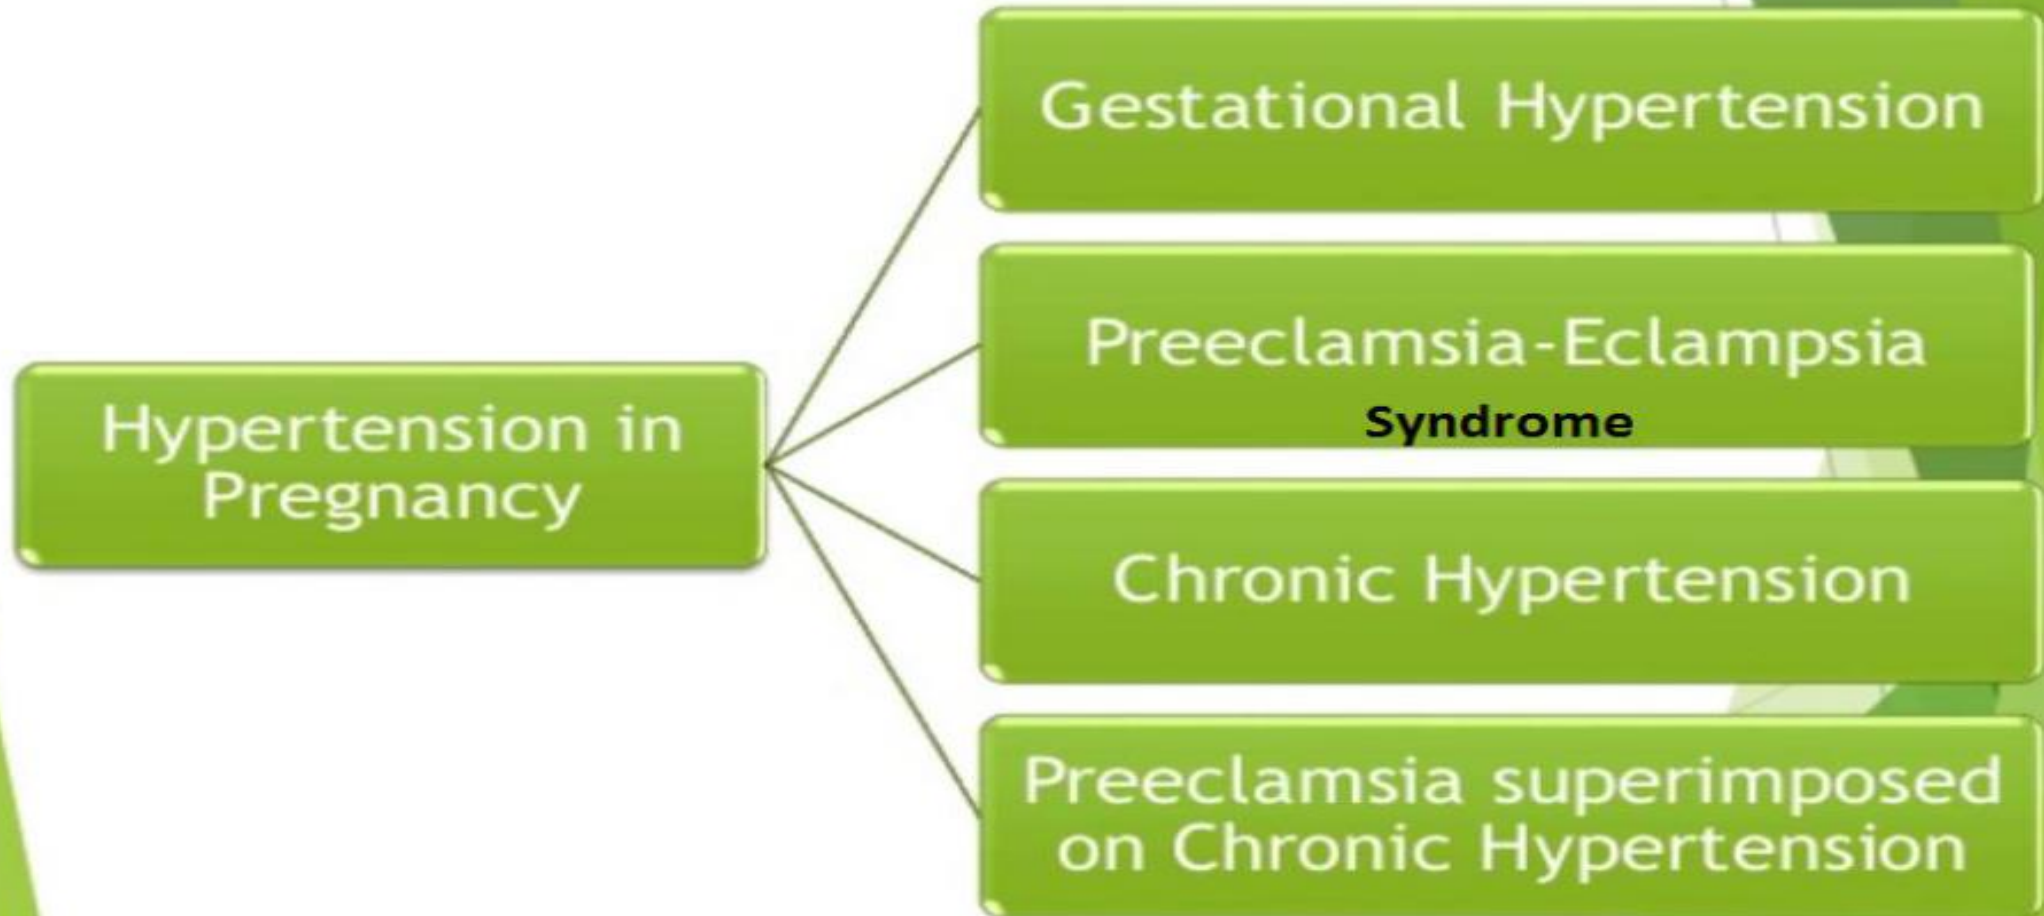 Hypertension in
Pregnancy
Gestational Hypertension
Preeclamsia-Eclampsia
Syndrome
Chronic Hypertension
Preeclamsia superimposed
on Chronic Hypertension